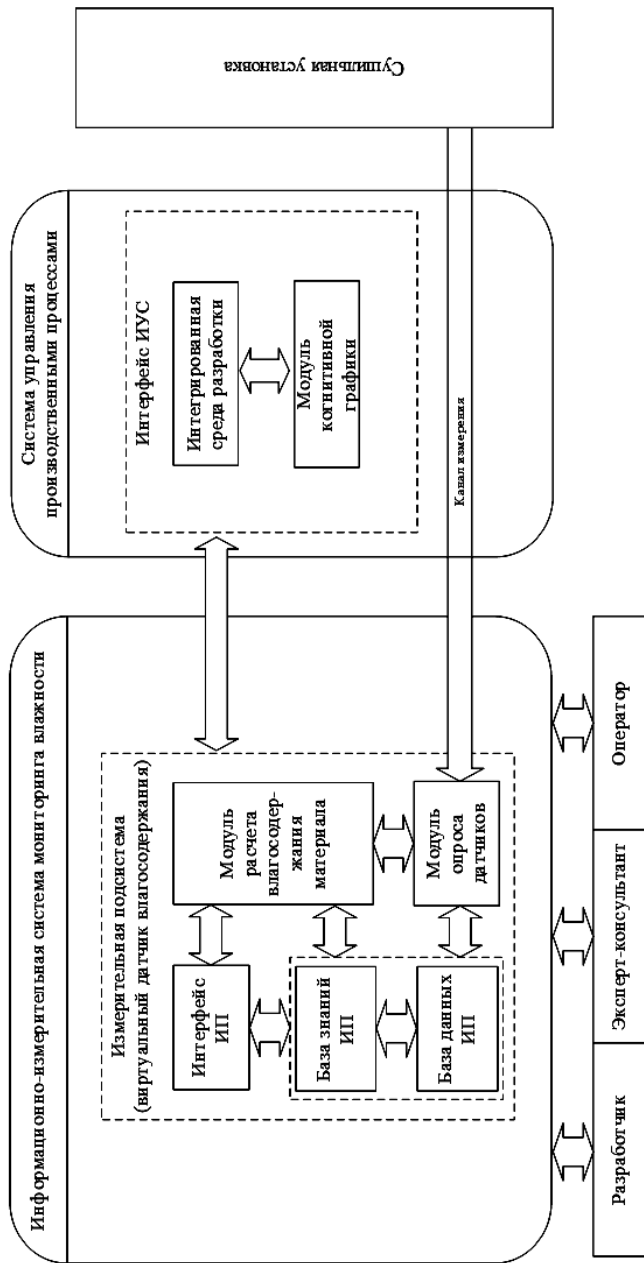 Информационно-измерительная система мониторинга влажности
Измерительная подсистема
(виртуальный датчик влагосодержания)
Интерфейс
ИП
База знаний
ИП
База данных
ИП
Модуль
расчета
влагосодер-
жания
материала
Модуль
опроса
датчиков
Система управления
производственными процессами
Интерфейс ИУС
Интегрированная
среда разработки
Модуль
когнитивной
графики
Канал измерения
Сушильная установка
Разработчик
Эксперт-консультант
Оператор